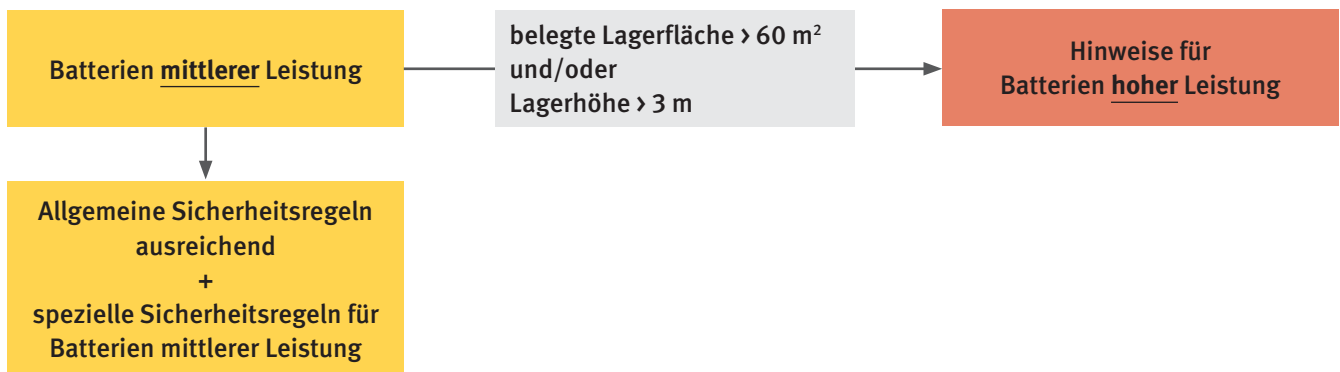 Batterien mittlerer Leistung
belegte Lagerfläche > 60 m²
und/oder
Lagerhöhe > 3 m
Hinweise für
Batterien hoher Leistung
Allgemeine Sicherheitsregeln
ausreichend
+
spezielle Sicherheitsregeln für
Batterien mittlerer Leistung